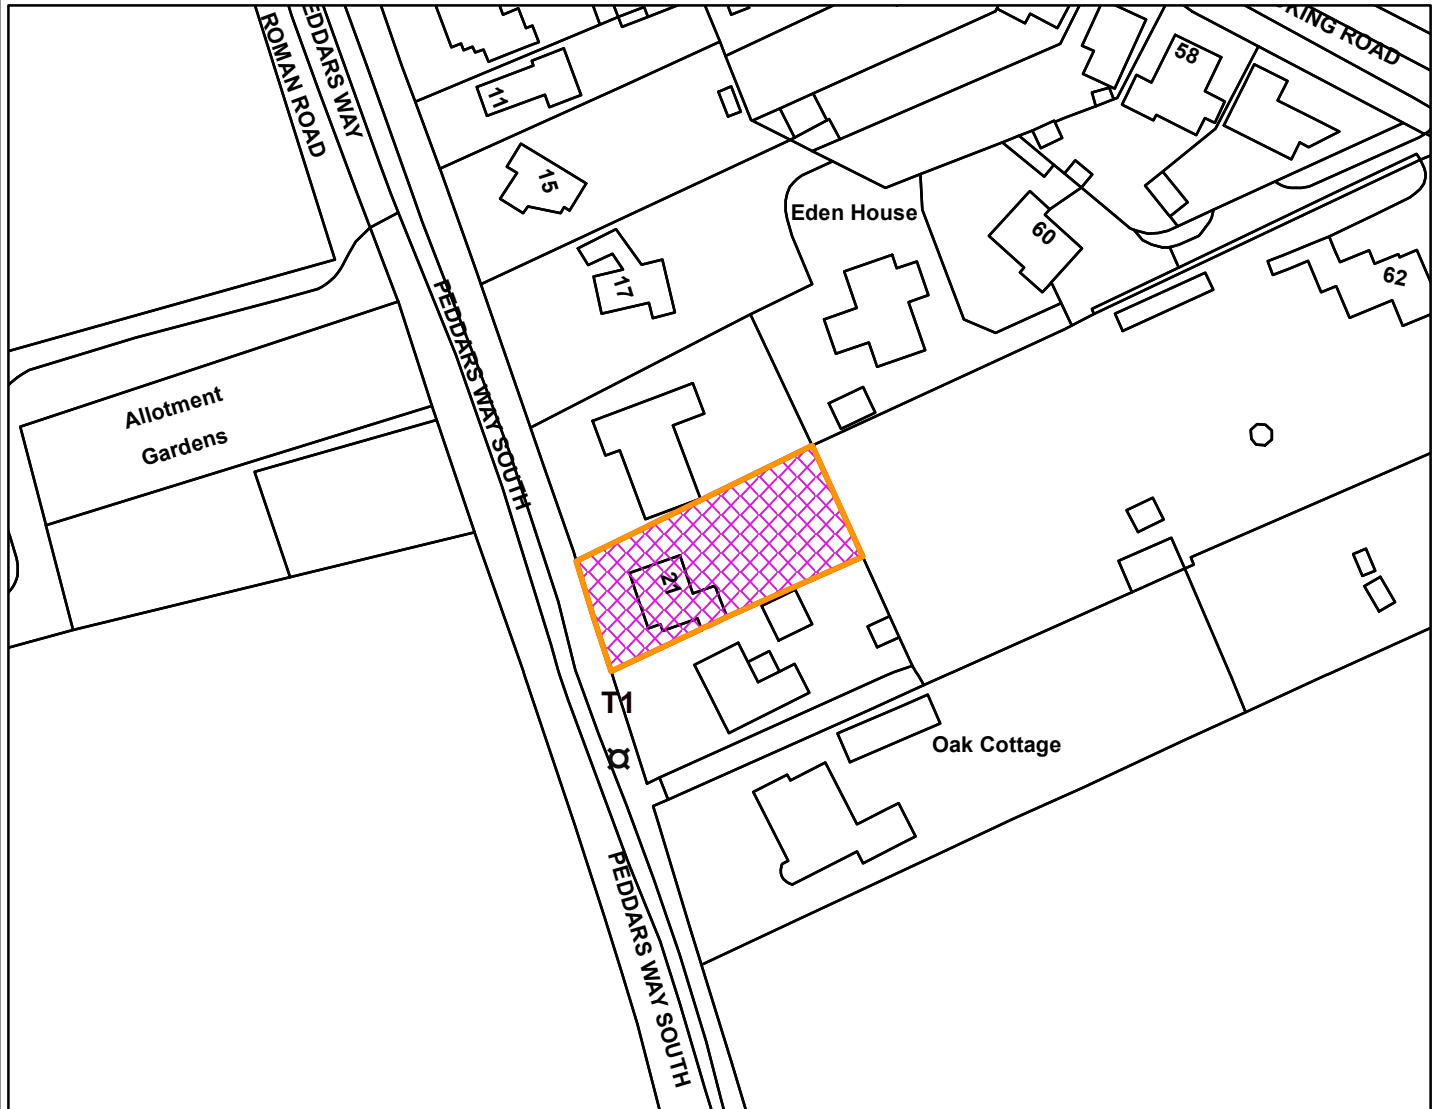 ROMAN ROAD
EDDARS WAY
KING ROAD
58
11
15
Eden House
60
17
62
PEDDARS WAY SOUTH
Allotment
Gardens
21
T1
Oak Cottage
PEDDARS WAY SOUTH